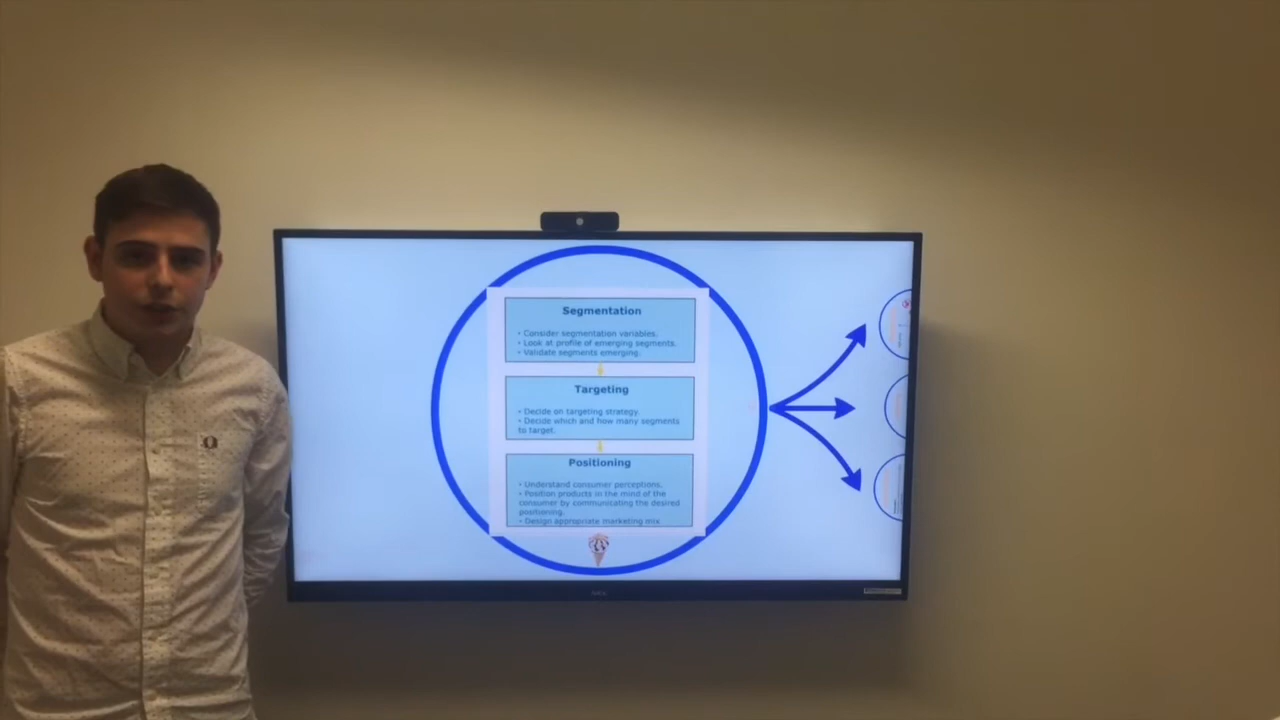 Segmentation
• Consider segmentation variables.
• Look at profile of emerging segments.
• Validate segments emerging.
Targeting
• Decide on targeting strategy.
• Decide which and how many segments
to target.
Positioning
• Understand consumer perceptions.
• Position products in the mind of the
consumer by communicating the desired
positioning.
• Design appropriate marketing mix
NEC